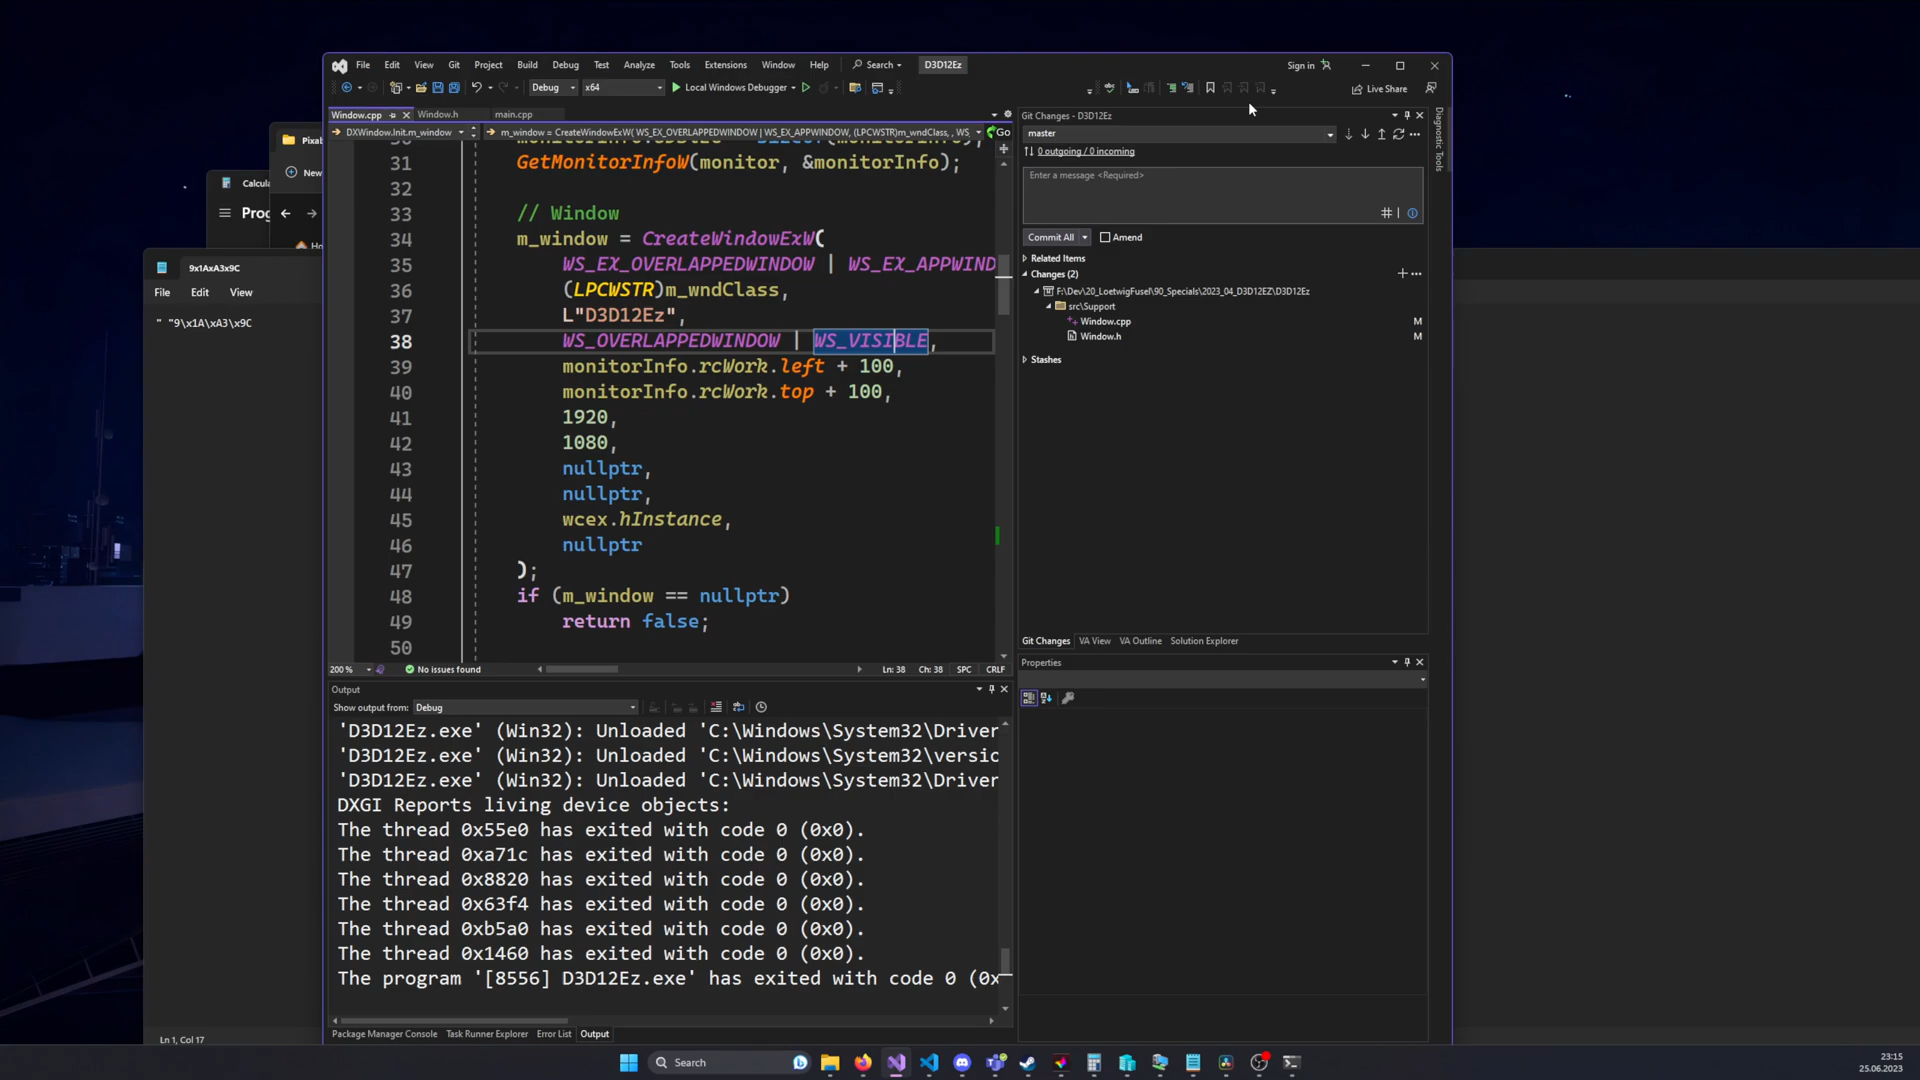 File Edit View Git Project Build Debug Test Analyze Tools Extensions Window Help Search D3D12Ez Sign in
Debug x64 Local Windows Debugger Live Share
Window.cpp Window.h main.cpp
DXWindow.Init.m_window m_window = CreateWindowExW( WS_EX_OVERLAPPEDWINDOW | WS_EX_APPWINDOW, (LPCWSTR)m_wndClass, , WS_ Go
31 GetMonitorInfoW(monitor, &monitorInfo);
32
33 // Window
34 m_window = CreateWindowExW(
35 WS_EX_OVERLAPPEDWINDOW | WS_EX_APPWIND
36 (LPCWSTR)m_wndClass,
37 L"D3D12Ez",
38 WS_OVERLAPPEDWINDOW | WS_VISIBLE,
39 monitorInfo.rcWork.left + 100,
40 monitorInfo.rcWork.top + 100,
41 1920,
42 1080,
43 nullptr,
44 nullptr,
45 wcex.hInstance,
46 nullptr
47 );
48 if (m_window == nullptr)
49 return false;
50
200 % No issues found Ln: 38 Ch: 38 SPC CRLF
Output
Show output from: Debug
'D3D12Ez.exe' (Win32): Unloaded 'C:\Windows\System32\Driver
'D3D12Ez.exe' (Win32): Unloaded 'C:\Windows\System32\versic
'D3D12Ez.exe' (Win32): Unloaded 'C:\Windows\System32\Driver
DXGI Reports living device objects:
The thread 0x55e0 has exited with code 0 (0x0).
The thread 0xa71c has exited with code 0 (0x0).
The thread 0x8820 has exited with code 0 (0x0).
The thread 0x63f4 has exited with code 0 (0x0).
The thread 0xb5a0 has exited with code 0 (0x0).
The thread 0x1460 has exited with code 0 (0x0).
The program '[8556] D3D12Ez.exe' has exited with code 0 (0x
Package Manager Console Task Runner Explorer Error List Output
Git Changes - D3D12Ez
master
0 outgoing / 0 incoming
Enter a message <Required>
Commit All Amend
Related Items
Changes (2)
F:\Dev\20_LoetwigFusel\90_Specials\2023_04_D3D12EZ\D3D12Ez
src\Support
Window.cpp M
Window.h M
Stashes
Git Changes VA View VA Outline Solution Explorer
Properties
Diagnostic Tools
Pixal
New
Calcula
Prog
Ho
9x1AxA3x9C
File Edit View
" "9\x1A\xA3\x9C
Ln 1, Col 17
Search
23:15
25.06.2023